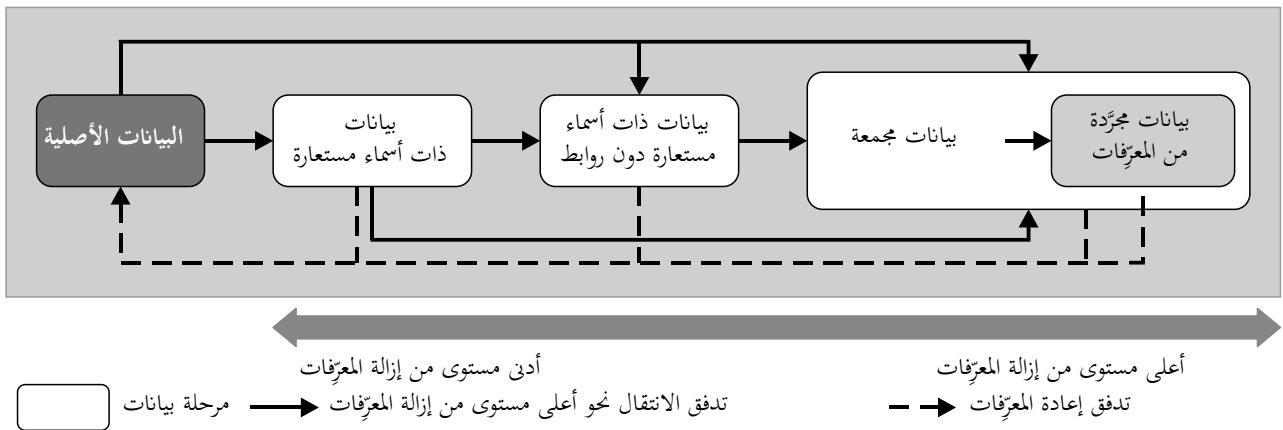 البيانات الأصلية
بيانات
ذات أسماء مستعارة
بيانات ذات أسماء
مستعارة دون روابط
بيانات مجمعة
بيانات مجرَّدة
من المعرّفات
أدنى مستوى من إزالة المعرّفات
أعلى مستوى من إزالة المعرّفات
مرحلة بيانات
تدفق الانتقال نحو أعلى مستوى من إزالة المعرّفات
تدفق إعادة المعرّفات